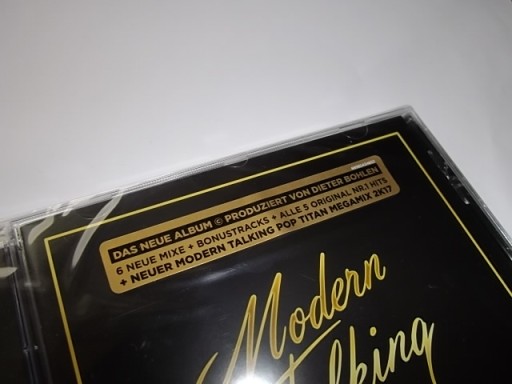 DAS NEUE ALBUM © PRODUZIERT VON DIETER BOHLEN
6 NEUE MIXE + BONUSTRACKS + ALLE 5 ORIGINAL NR.1 HITS
+ NEUER MODERN TALKING POP TITAN MEGAMIX 2K17
Modern
Talking